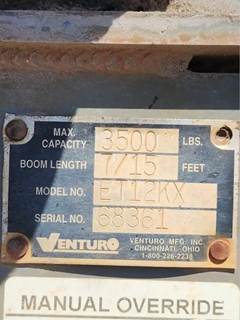 MAX. CAPACITY 3500 LBS.
BOOM LENGTH 7/15 FEET
MODEL NO. ET12KX
SERIAL NO. 68361
VENTURO VENTURO MFG. INC.
CINCINNATI, OHIO
1-800-226-2238
MANUAL OVERRIDE